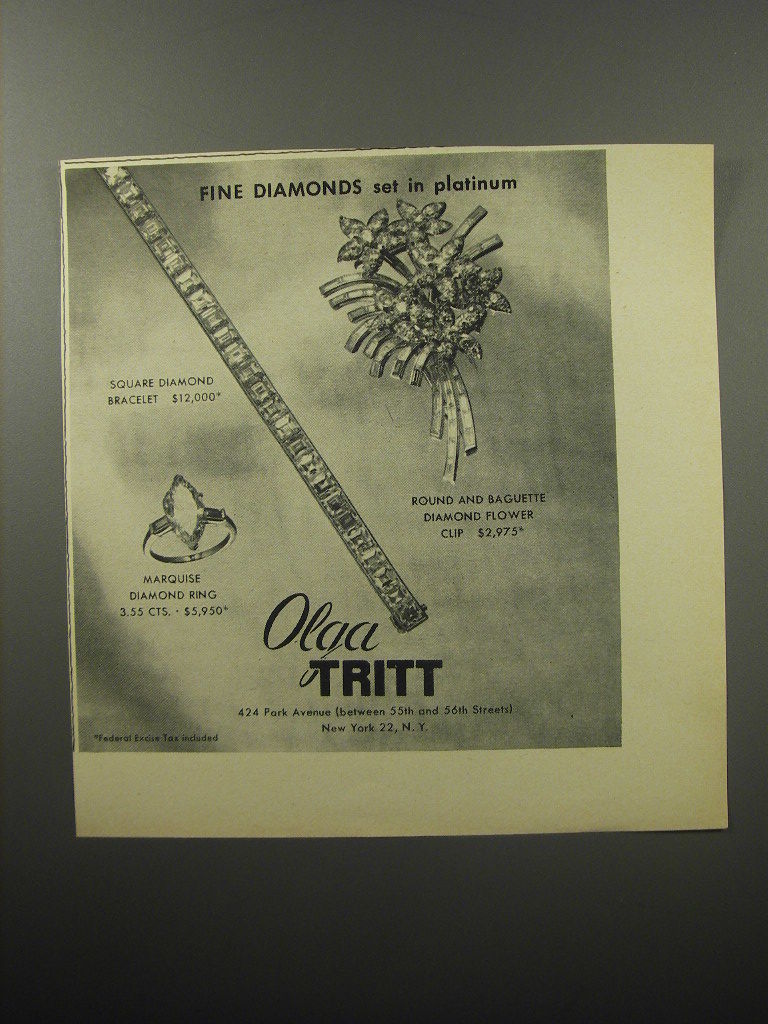 FINE DIAMONDS set in platinum
SQUARE DIAMOND
BRACELET $12,000*
ROUND AND BAGUETTE
DIAMOND FLOWER
CLIP $2,975*
MARQUISE
DIAMOND RING
3.55 CTS. · $5,950*
Olga
TRITT
424 Park Avenue (between 55th and 56th Streets)
New York 22, N. Y.
*Federal Excise Tax included